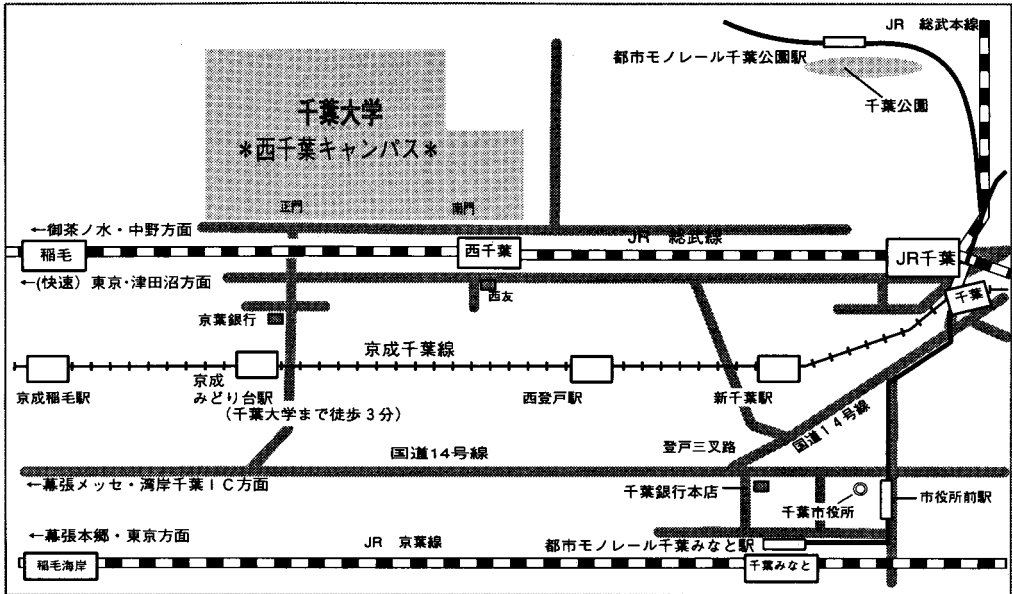 JR 総武本線
都市モノレール千葉公園駅
千葉公園
千葉大学
*西千葉キャンパス*
正門
南門
←御茶ノ水・中野方面
JR 総武線
稲毛
西千葉
JR千葉
←(快速）東京・津田沼方面
西友
千葉
京葉銀行
京成千葉線
京成稲毛駅
京成
みどり台駅
(千葉大学まで徒歩３分）
西登戸駅
新千葉駅
国道14号線
登戸三叉路
国道１４号線
←幕張メッセ・湾岸千葉ＩＣ方面
千葉銀行本店
千葉市役所
市役所前駅
←幕張本郷・東京方面
JR 京葉線
都市モノレール千葉みなと駅
稲毛海岸
千葉みなと